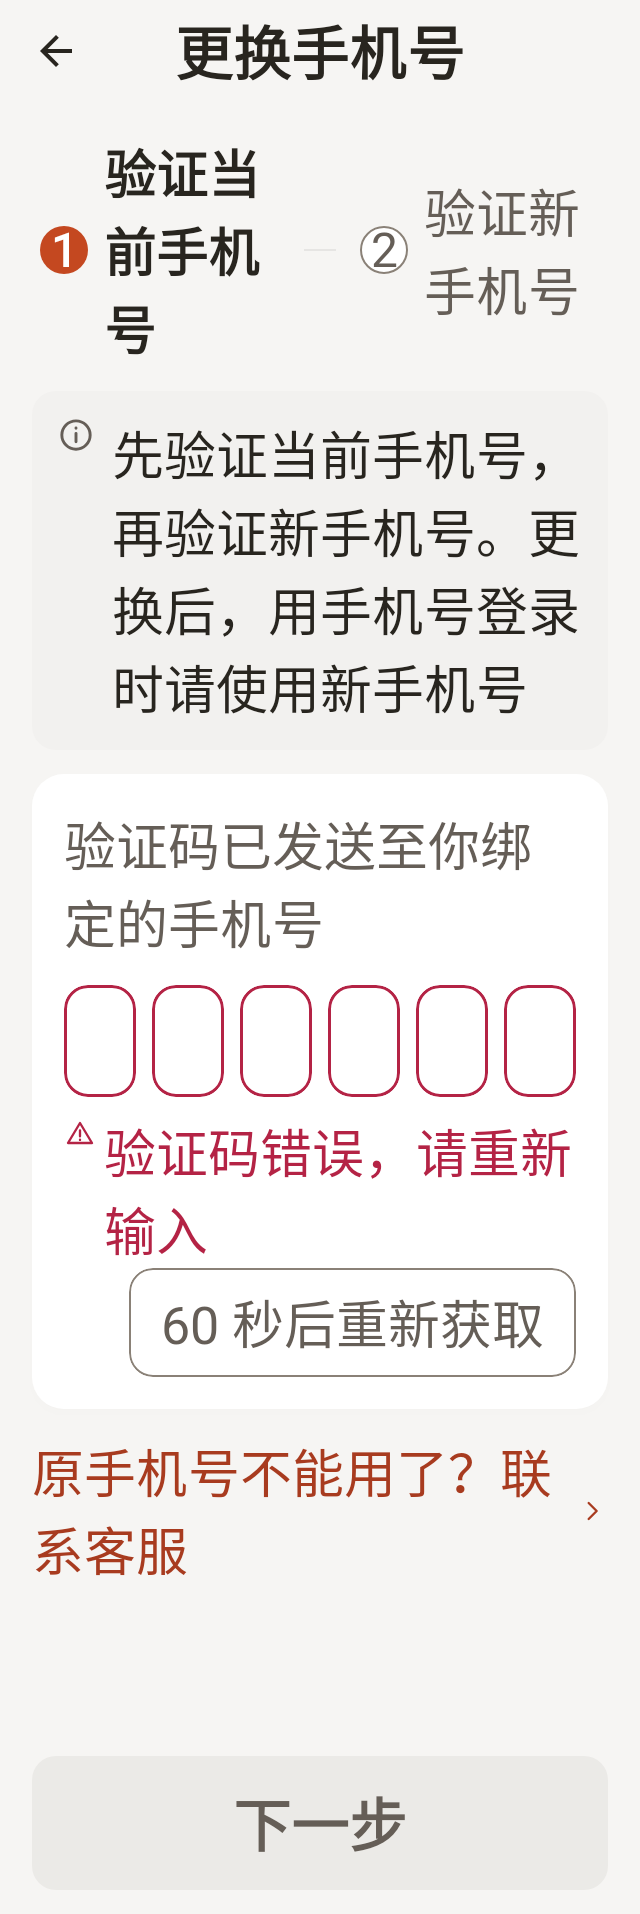 更换手机号
1
验证当
前手机
号
2
验证新
手机号
先验证当前手机号，
再验证新手机号。更
换后，用手机号登录
时请使用新手机号
验证码已发送至你绑
定的手机号
验证码错误，请重新
输入
60 秒后重新获取
原手机号不能用了？联
系客服
下一步